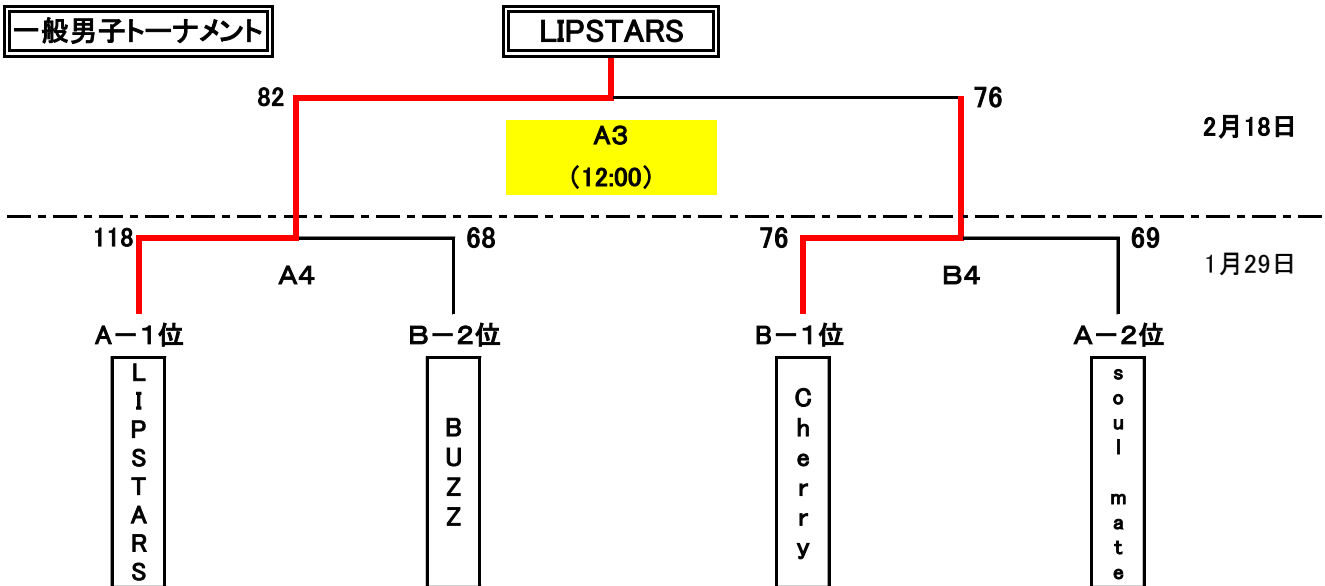 一般男子トーナメント
LIPSTARS
82
76
A3
(12:00)
2月18日
118
68
76
69
A4
B4
1月29日
A-1位
B-2位
B-1位
A-2位
LIPSTARS
BUZZ
Cherry
soul mate